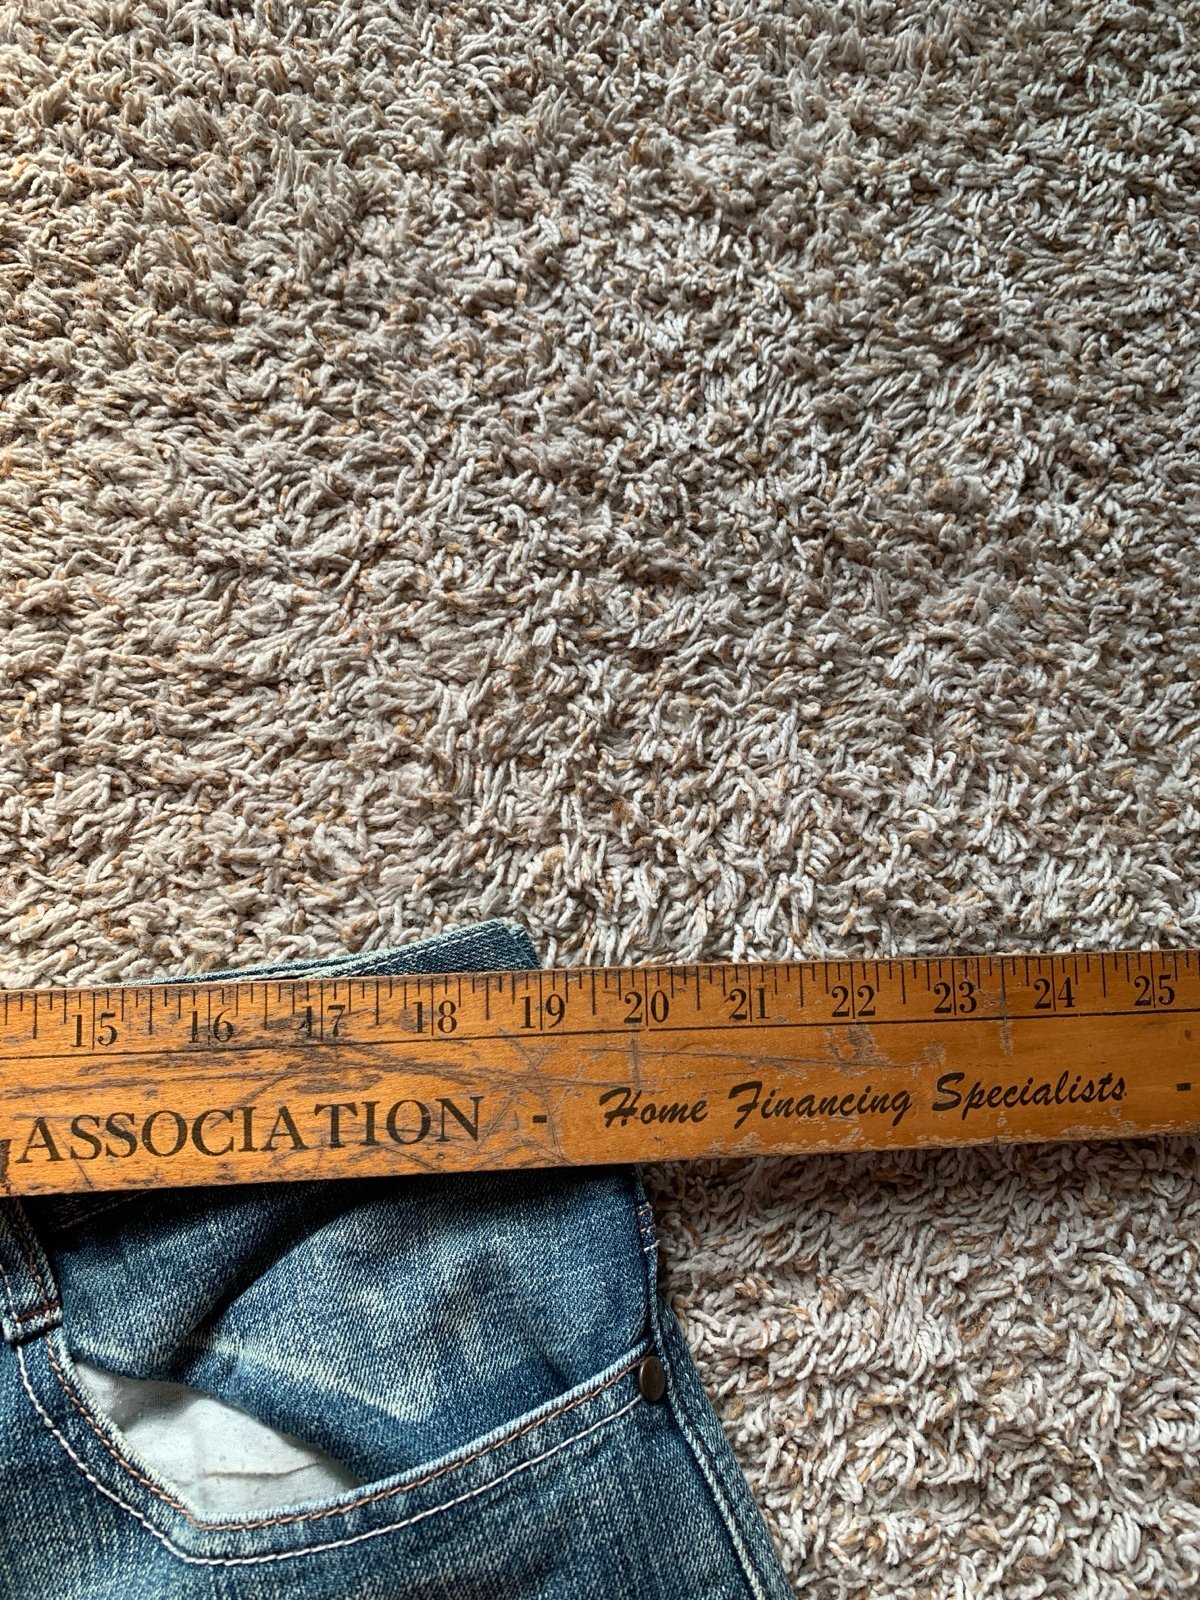 15 16 17 18 19 20 21 22 23 24 25
ASSOCIATION - Home Financing Specialists -